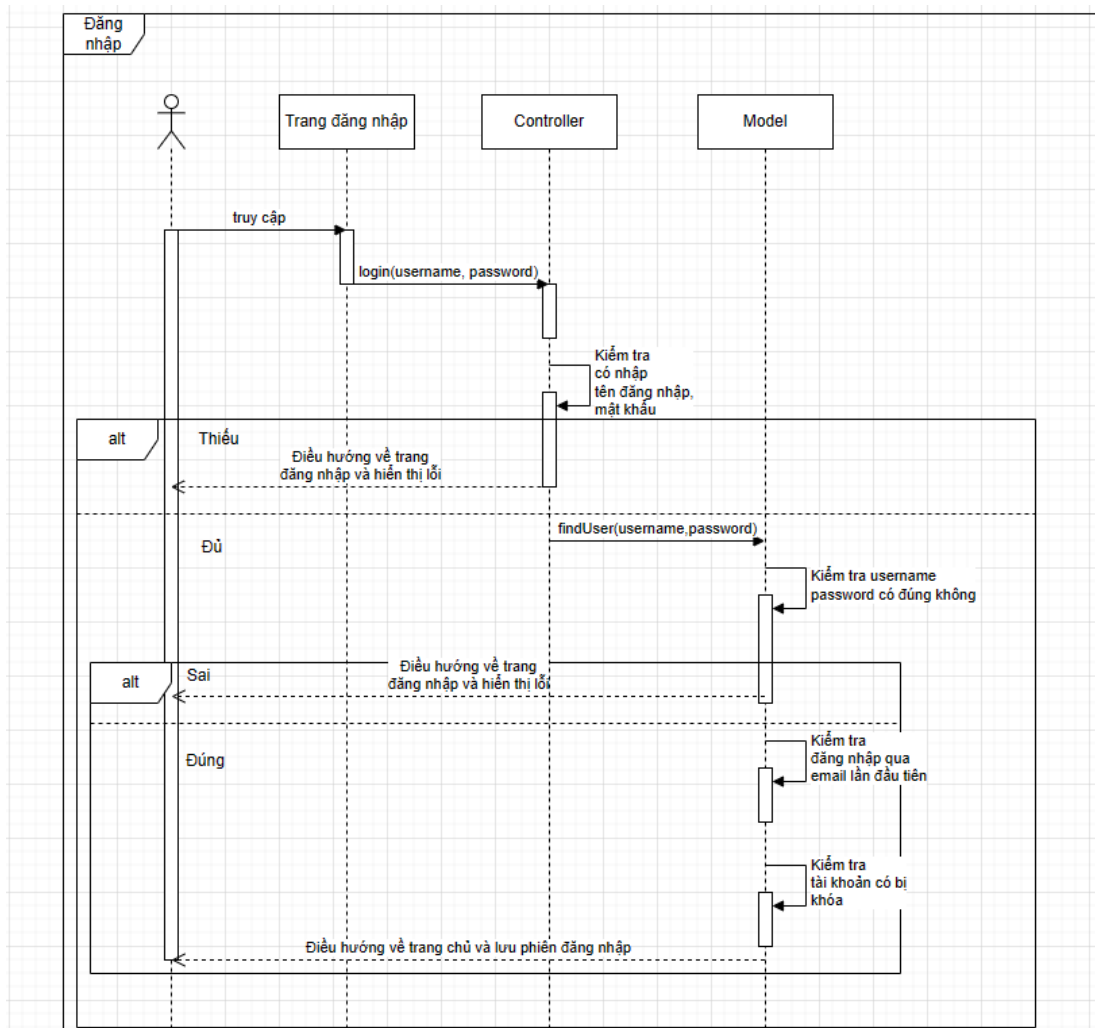 Đăng
nhập
Trang đăng nhập
Controller
Model
truy cập
login(username, password)
Kiểm tra
có nhập
tên đăng nhập,
mật khẩu
alt
Thiếu
Điều hướng về trang
đăng nhập và hiển thị lỗi
findUser(username,password)
Đủ
Kiểm tra username
password có đúng không
alt
Sai
Điều hướng về trang
đăng nhập và hiển thị lỗi
Kiểm tra
đăng nhập qua
email lần đầu tiên
Đúng
Kiểm tra
tài khoản có bị
khóa
Điều hướng về trang chủ và lưu phiên đăng nhập